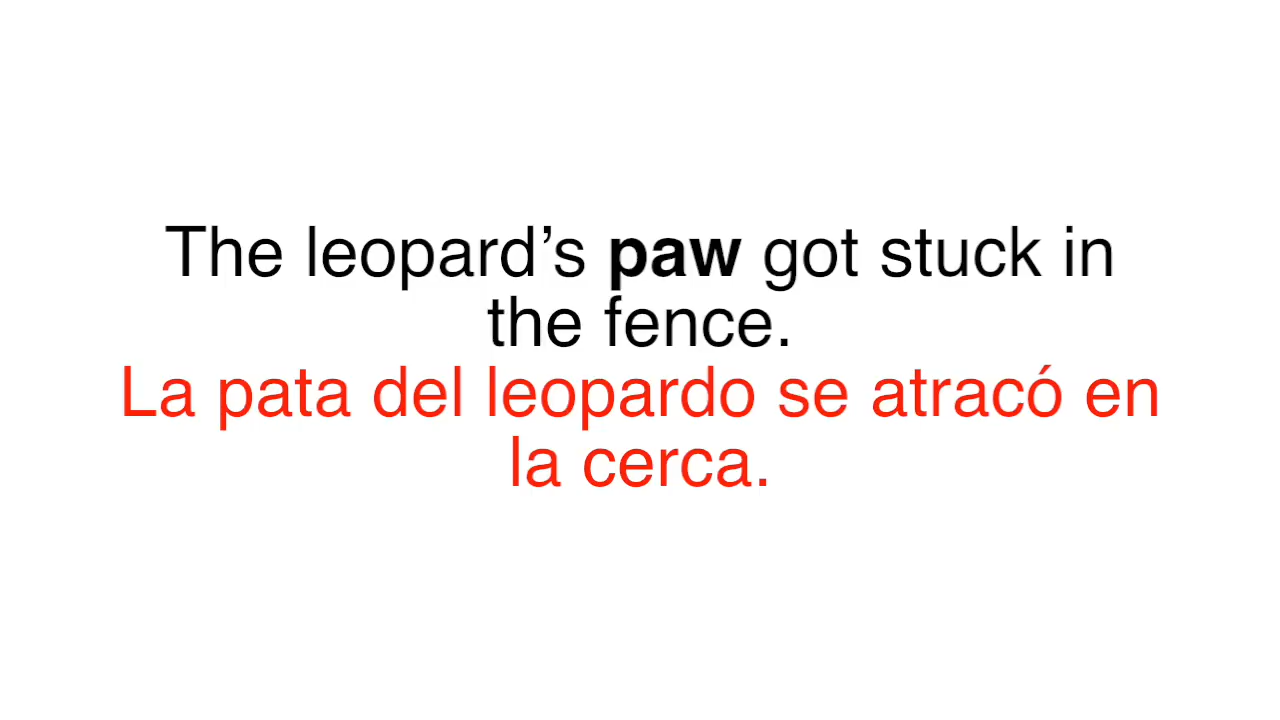 The leopard’s paw got stuck in
the fence.
La pata del leopardo se atracó en
la cerca.